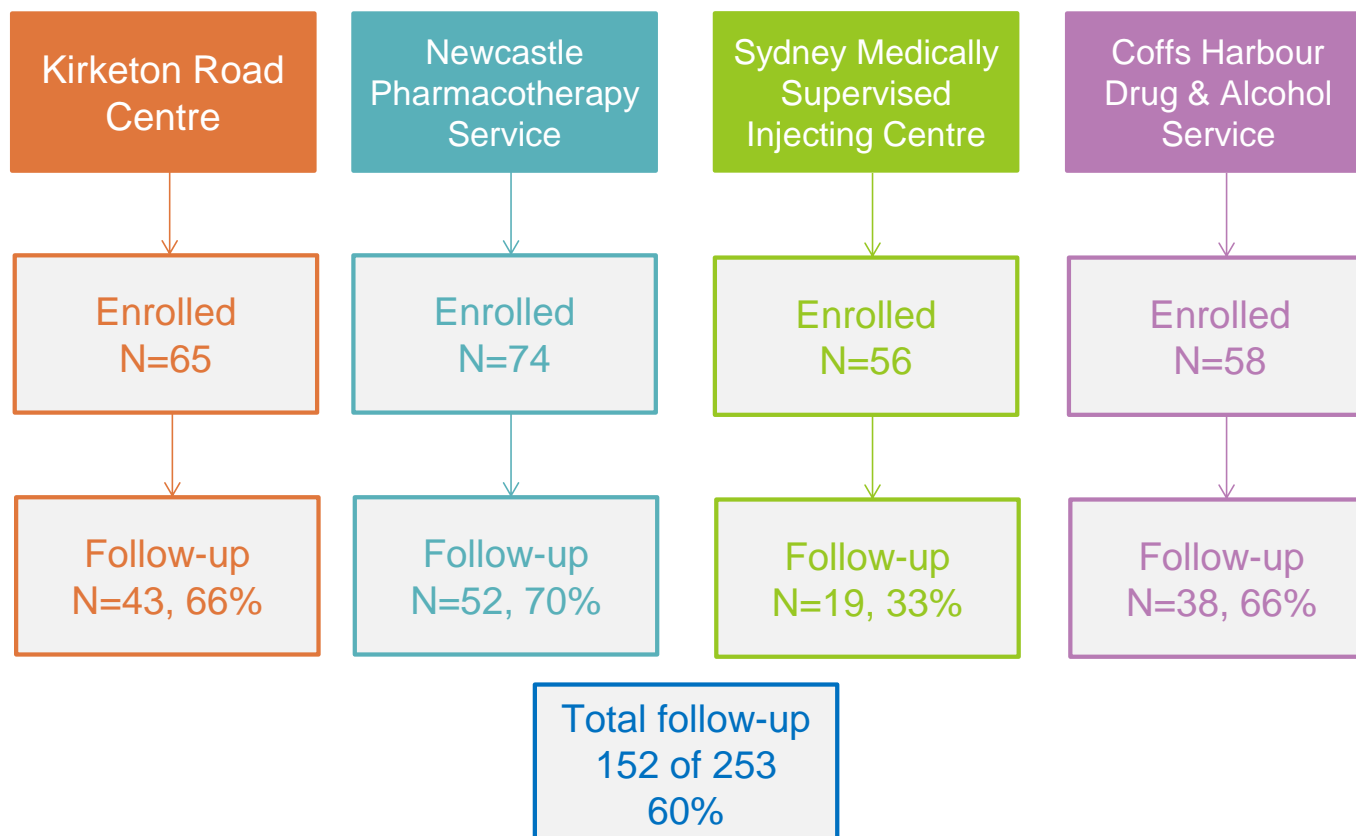 Kirketon Road
Centre
Newcastle
Pharmacotherapy
Service
Sydney Medically
Supervised
Injecting Centre
Coffs Harbour
Drug & Alcohol
Service
Enrolled
N=65
Enrolled
N=74
Enrolled
N=56
Enrolled
N=58
Follow-up
N=43, 66%
Follow-up
N=52, 70%
Follow-up
N=19, 33%
Follow-up
N=38, 66%
Total follow-up
152 of 253
60%